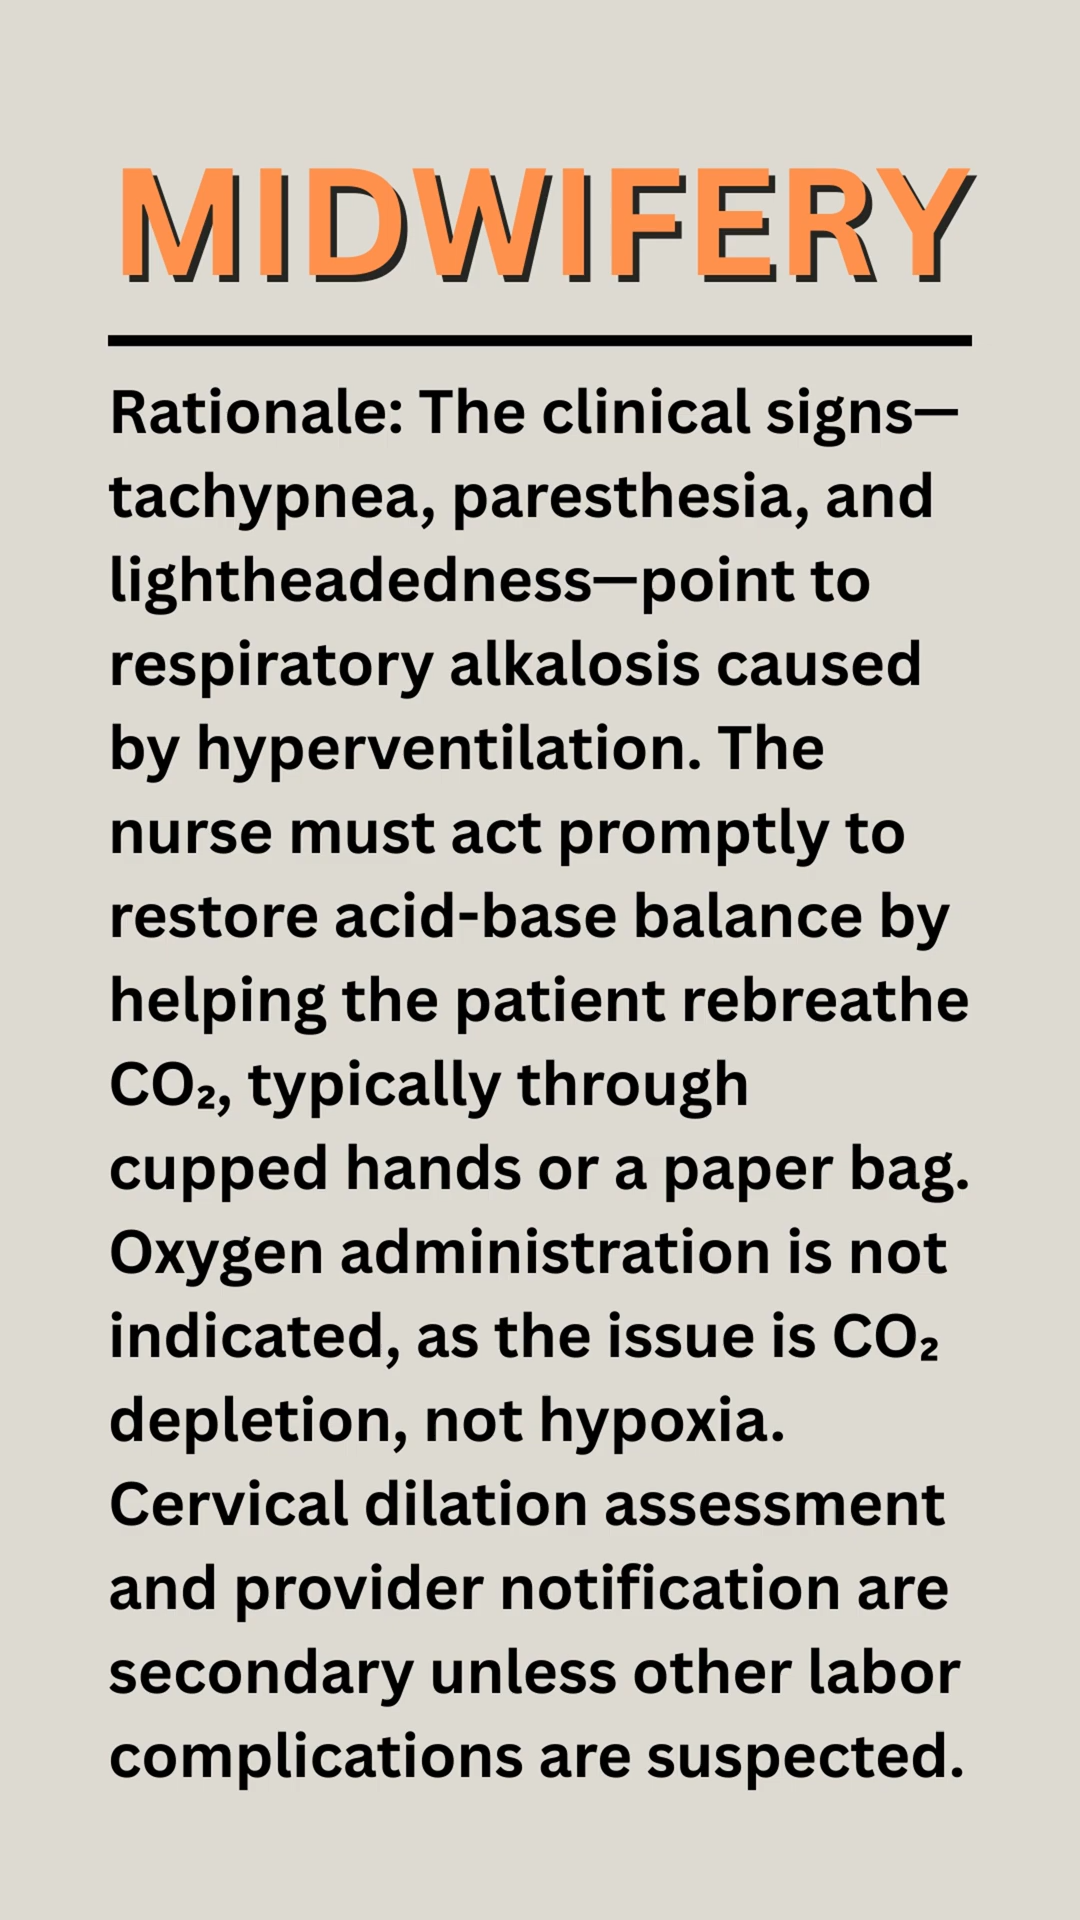 MIDWIFERY
Rationale: The clinical signs—
tachypnea, paresthesia, and
lightheadedness—point to
respiratory alkalosis caused
by hyperventilation. The
nurse must act promptly to
restore acid-base balance by
helping the patient rebreathe
CO₂, typically through
cupped hands or a paper bag.
Oxygen administration is not
indicated, as the issue is CO₂
depletion, not hypoxia.
Cervical dilation assessment
and provider notification are
secondary unless other labor
complications are suspected.